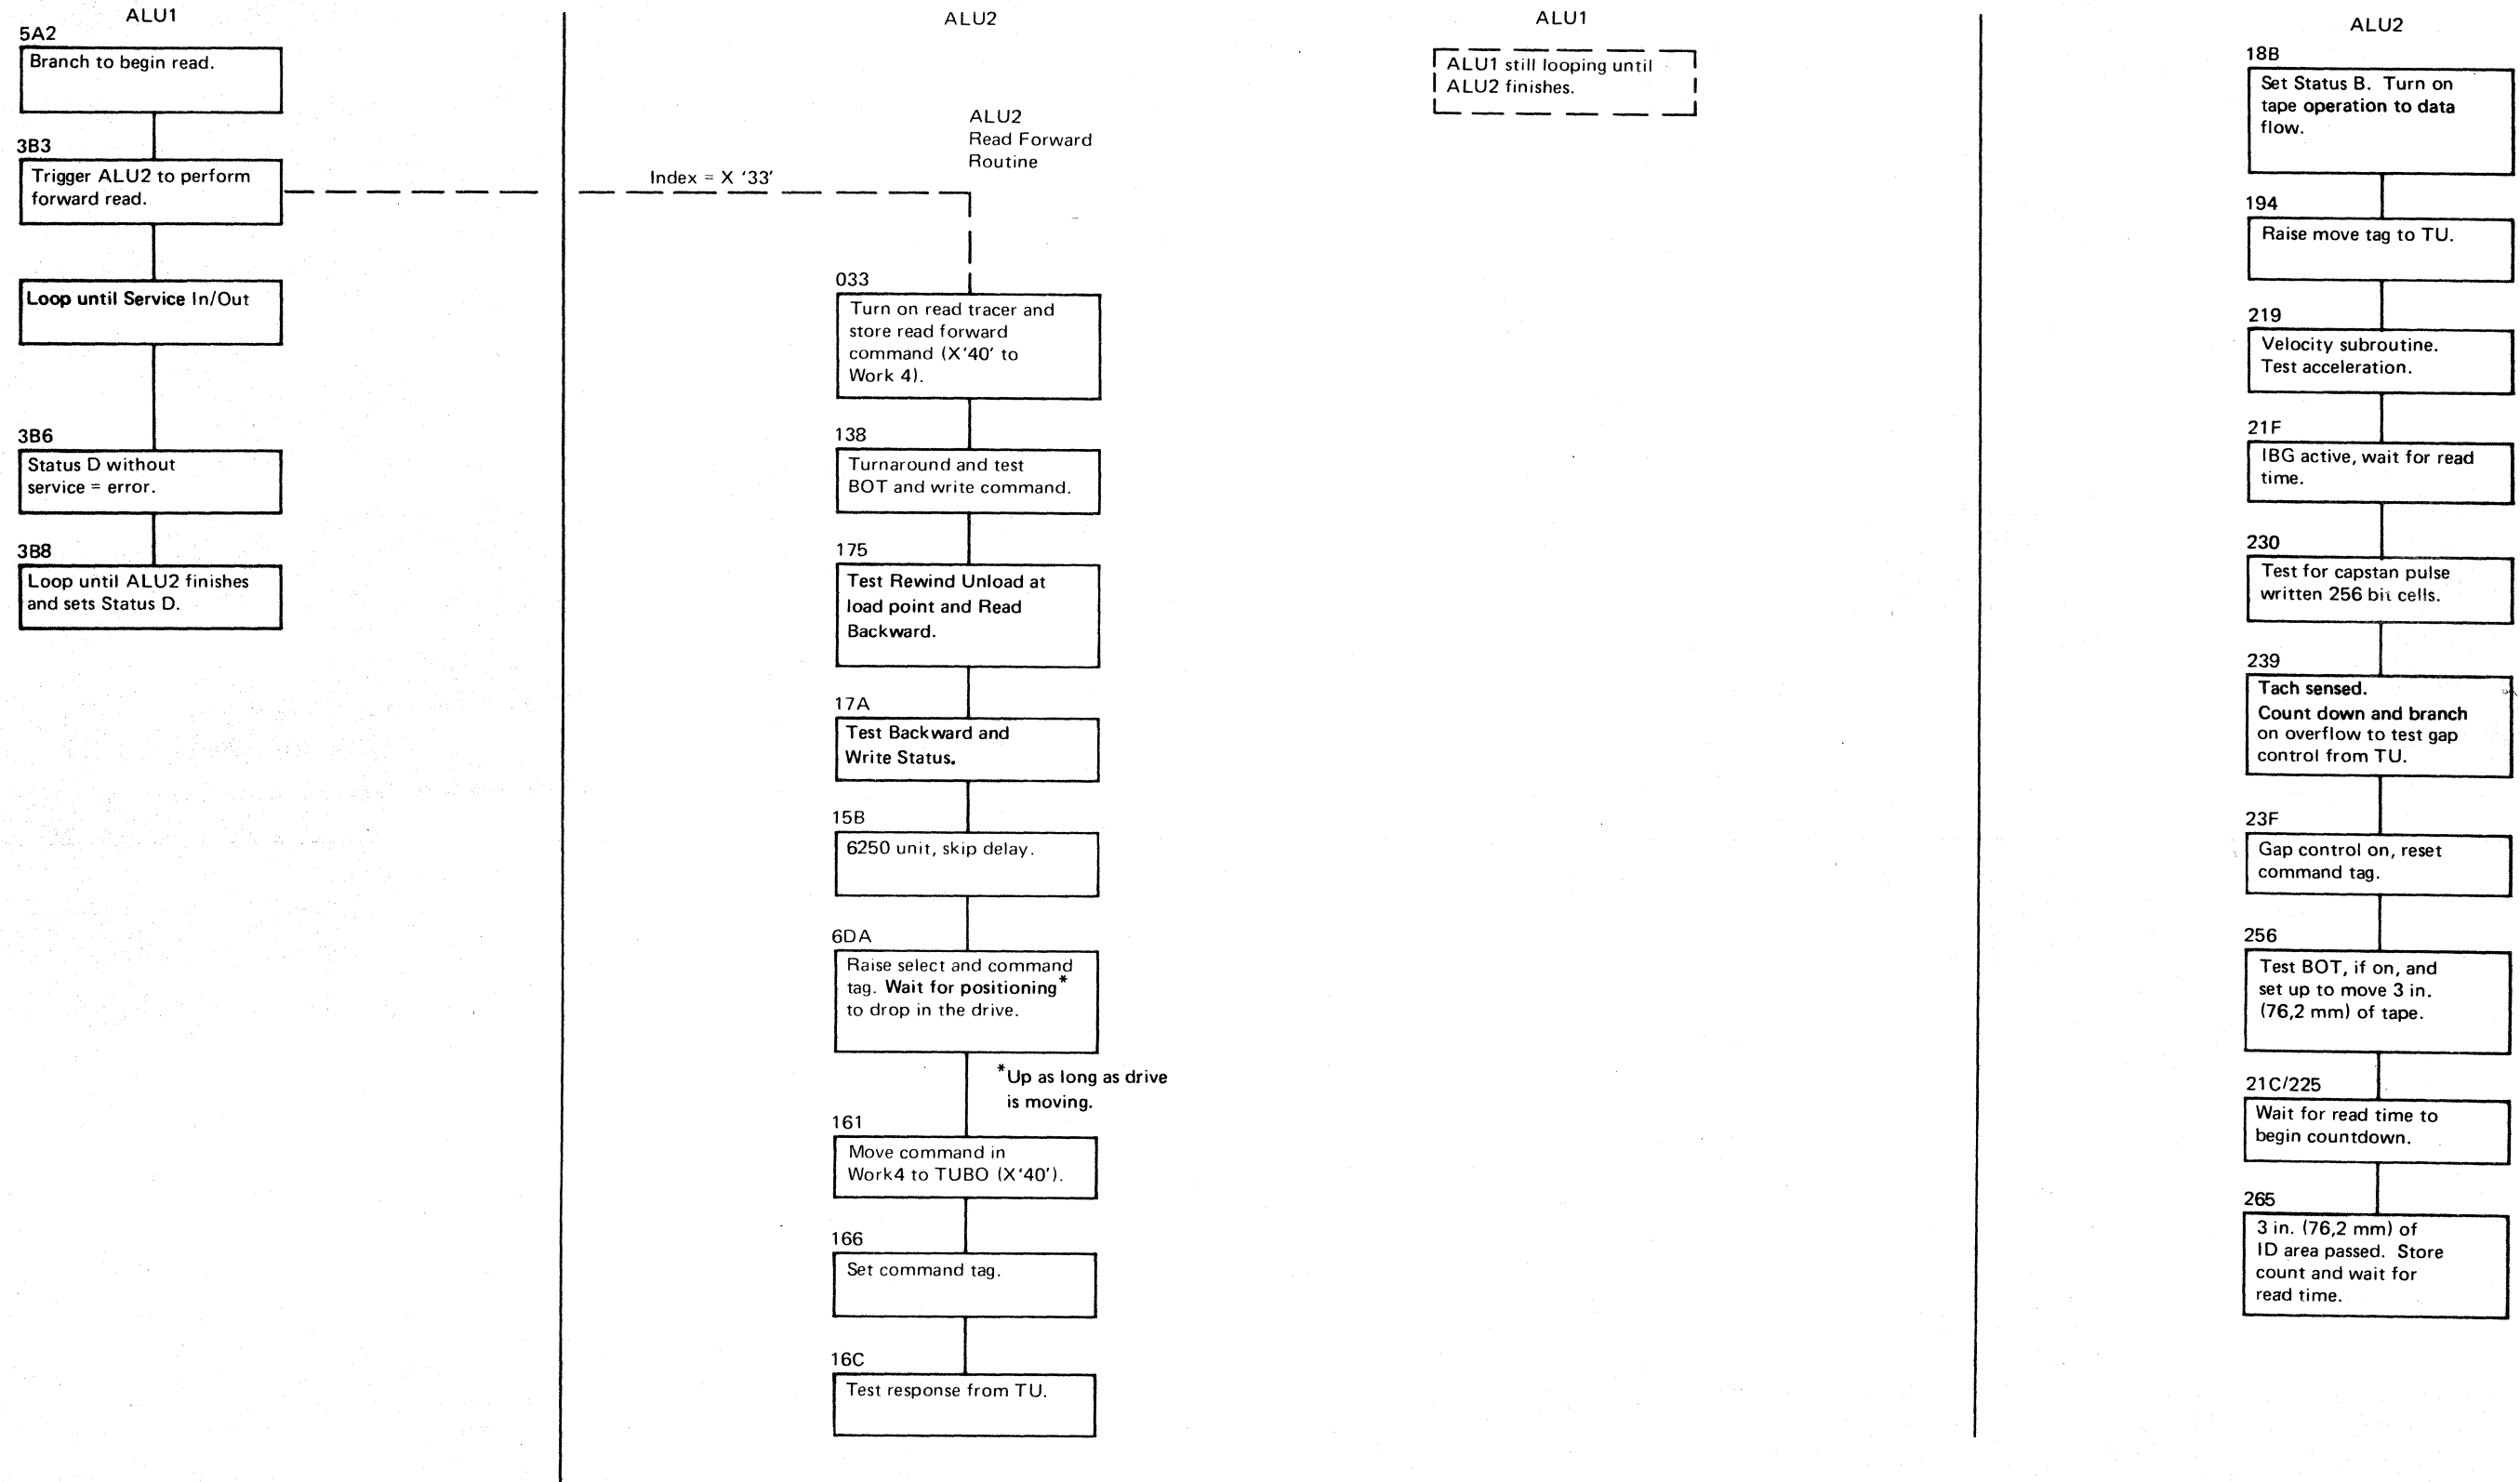 ALU1
5A2
Branch to begin read.
3B3
Trigger ALU2 to perform
forward read.
Loop until Service In/Out
3B6
Status D without
service = error.
3B8
Loop until ALU2 finishes
and sets Status D.
ALU2
ALU2
Read Forward
Routine
Index = X '33'
033
Turn on read tracer and
store read forward
command (X'40' to
Work 4).
138
Turnaround and test
BOT and write command.
175
Test Rewind Unload at
load point and Read
Backward.
17A
Test Backward and
Write Status.
15B
6250 unit, skip delay.
6DA
Raise select and command
tag. Wait for positioning*
to drop in the drive.
*Up as long as drive
is moving.
161
Move command in
Work4 to TUBO (X'40').
166
Set command tag.
16C
Test response from TU.
ALU1
ALU1 still looping until
ALU2 finishes.
ALU2
18B
Set Status B. Turn on
tape operation to data
flow.
194
Raise move tag to TU.
219
Velocity subroutine.
Test acceleration.
21F
IBG active, wait for read
time.
230
Test for capstan pulse
written 256 bit cells.
239
Tach sensed.
Count down and branch
on overflow to test gap
control from TU.
23F
Gap control on, reset
command tag.
256
Test BOT, if on, and
set up to move 3 in.
(76,2 mm) of tape.
21C/225
Wait for read time to
begin countdown.
265
3 in. (76,2 mm) of
ID area passed. Store
count and wait for
read time.